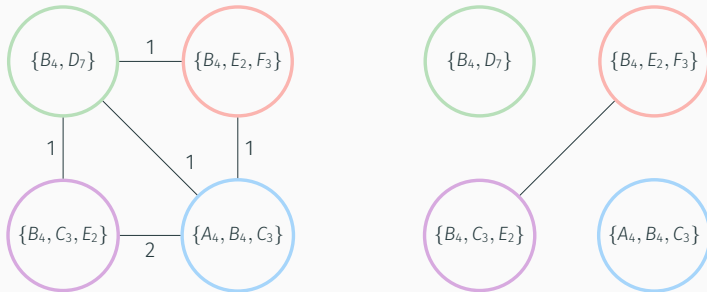 {B₄, D₇} 1 {B₄, E₂, F₃} {B₄, D₇} {B₄, E₂, F₃}
1 1 1
{B₄, C₃, E₂} 2 {A₄, B₄, C₃} {B₄, C₃, E₂} {A₄, B₄, C₃}